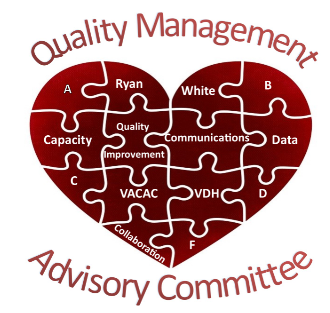 Quality Management
A
Ryan
White
B
Capacity
Quality
Improvement
Communications
Data
C
VACAC
VDH
D
Collaboration
F
Advisory Committee